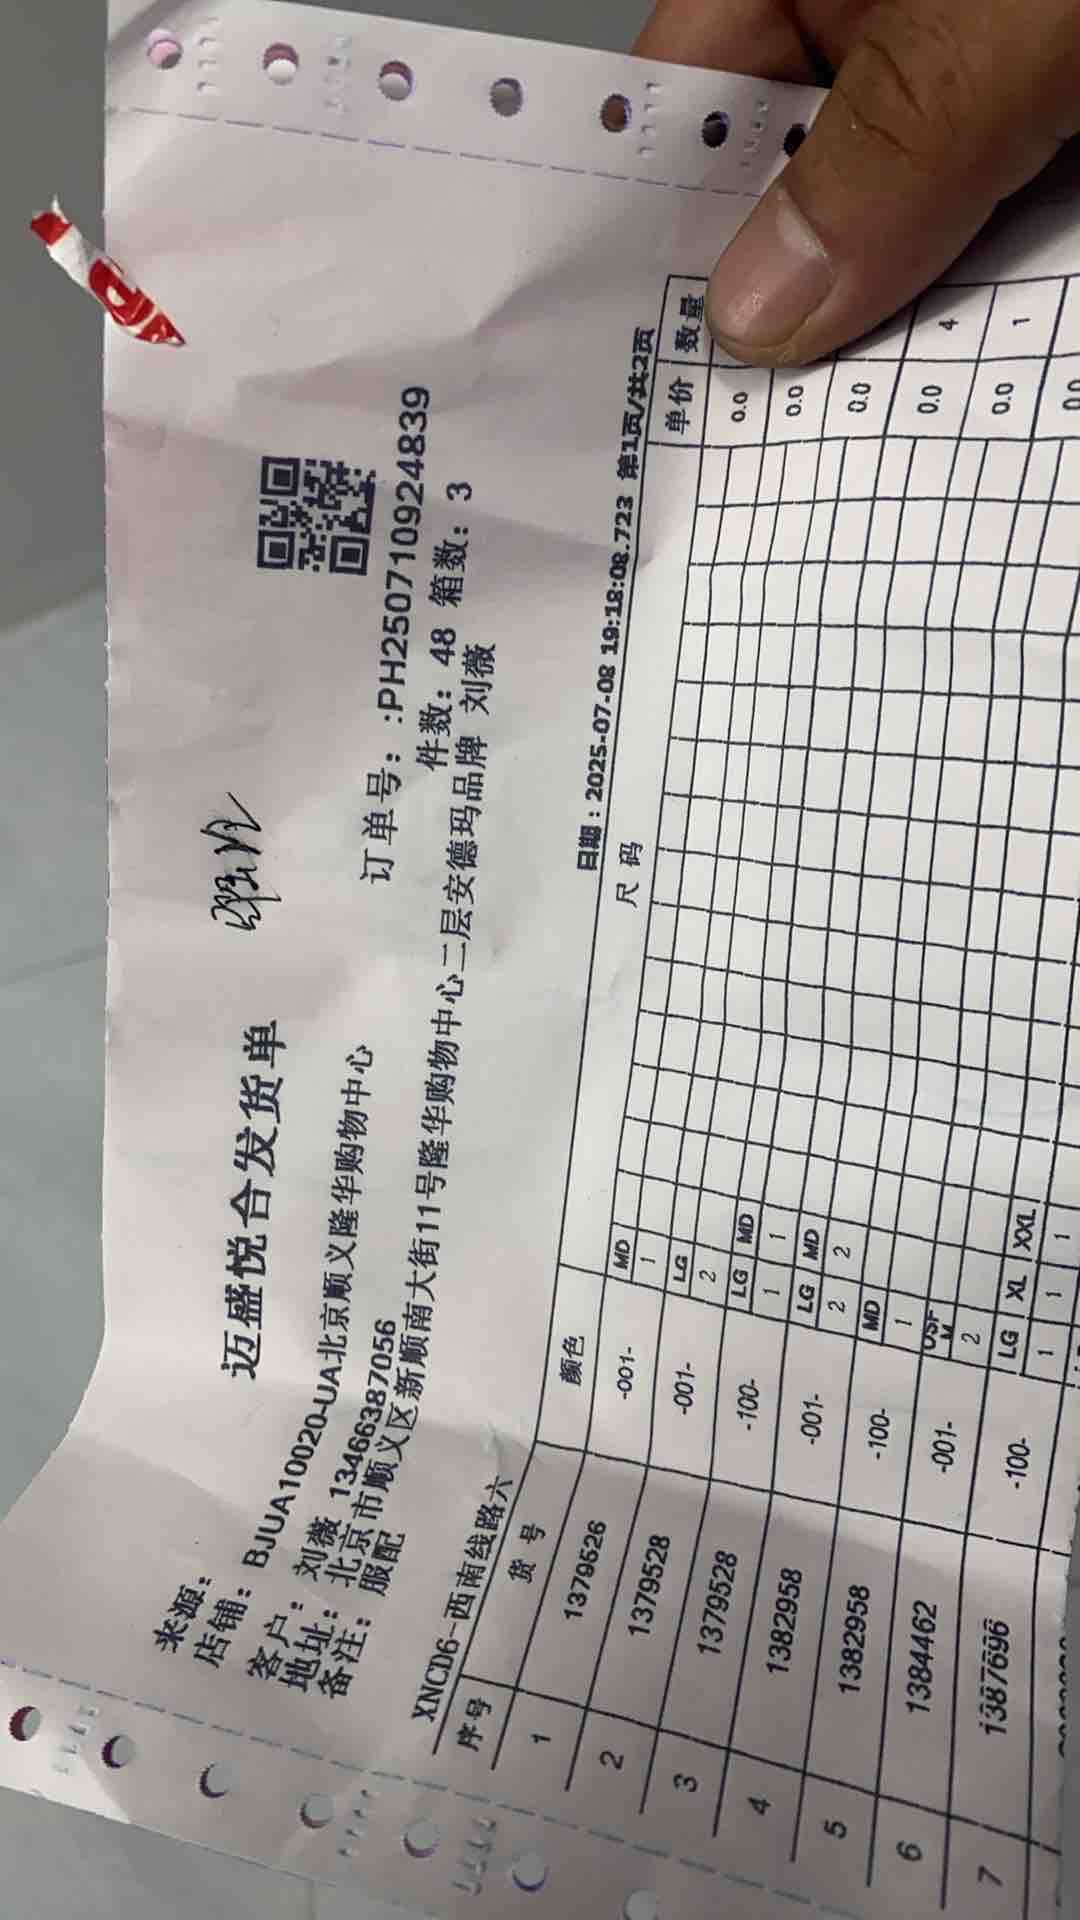 迈盛悦合发货单
来源:
店铺: BJUA10020-UA北京顺义隆华购物中心
订单号: :PH250710924839
客户: 刘薇 13466387056
件数: 48 箱数: 3
地址: 北京市顺义区新顺南大街11号隆华购物中心二层安德玛品牌 刘薇
备注: 服配
XNCD6-西南线路六
日期: 2025-07-08 19:18:08.723 第1页/共2页
序号 货号 颜色 尺码 单价 数量
MD
1 1379526 -001- 1 0.0
LG
2 1379528 -001- 2 0.0
LG MD
3 1379528 -100- 1 1 0.0
LG MD
4 1382958 -001- 2 2 0.0
MD
5 1382958 -100- 1
OSF
M
6 1384462 -001- 2 0.0 4
LG XL XXL
7 1387696 -100- 1 1 1 0.0 1